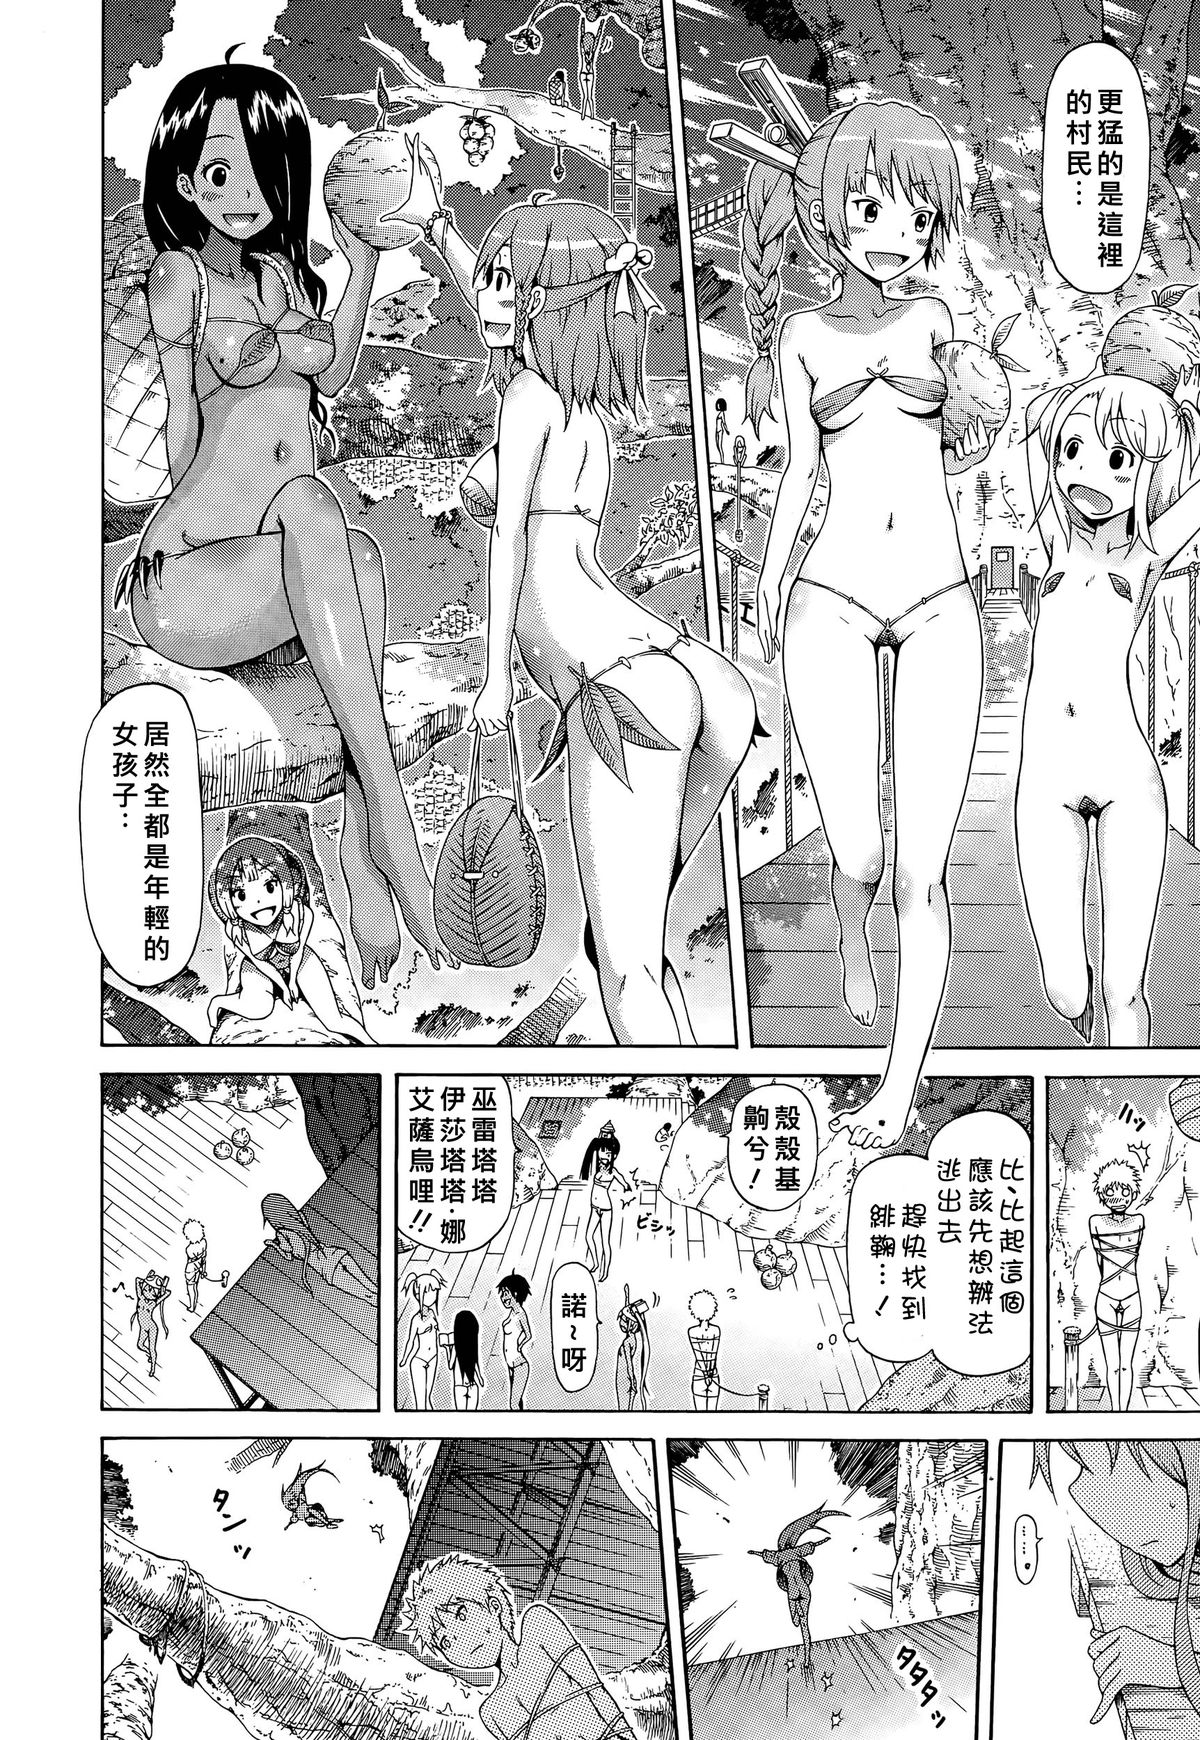 更猛的是這裡
的村民…
居然全都是年輕的
女孩子…
ハッ
比、比起這個
應該先想辦法
逃出去
趕快找到
緋鞠…！
殼殼基
齁兮！
ビシッ
巫雷塔塔
伊莎塔塔·娜
艾薩烏哩!!
諾~呀
……。
タタタッ
タンッ